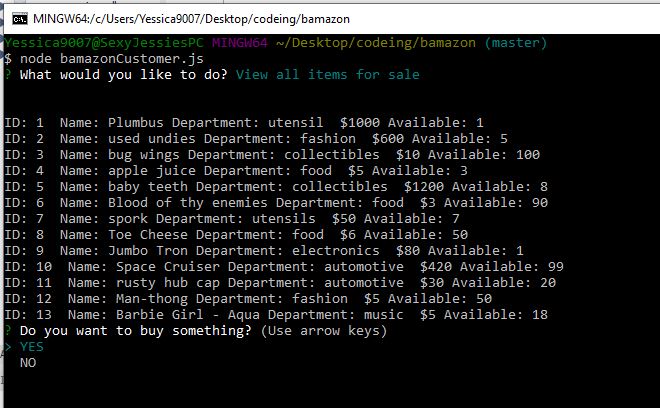 MINGW64:/c/Users/Yessica9007/Desktop/codeing/bamazon
Yessica9007@SexyJessiesPC MINGW64 ~/Desktop/codeing/bamazon (master)
$ node bamazonCustomer.js
? What would you like to do? View all items for sale
ID: 1  Name: Plumbus Department: utensil  $1000 Available: 1
ID: 2  Name: used undies Department: fashion  $600 Available: 5
ID: 3  Name: bug wings Department: collectibles  $10 Available: 100
ID: 4  Name: apple juice Department: food  $5 Available: 3
ID: 5  Name: baby teeth Department: collectibles  $1200 Available: 8
ID: 6  Name: Blood of thy enemies Department: food  $3 Available: 90
ID: 7  Name: spork Department: utensils  $50 Available: 7
ID: 8  Name: Toe Cheese Department: food  $6 Available: 50
ID: 9  Name: Jumbo Tron Department: electronics  $80 Available: 1
ID: 10  Name: Space Cruiser Department: automotive  $420 Available: 99
ID: 11  Name: rusty hub cap Department: automotive  $30 Available: 20
ID: 12  Name: Man-thong Department: fashion  $5 Available: 50
ID: 13  Name: Barbie Girl - Aqua Department: music  $5 Available: 18
? Do you want to buy something? (Use arrow keys)
> YES
  NO